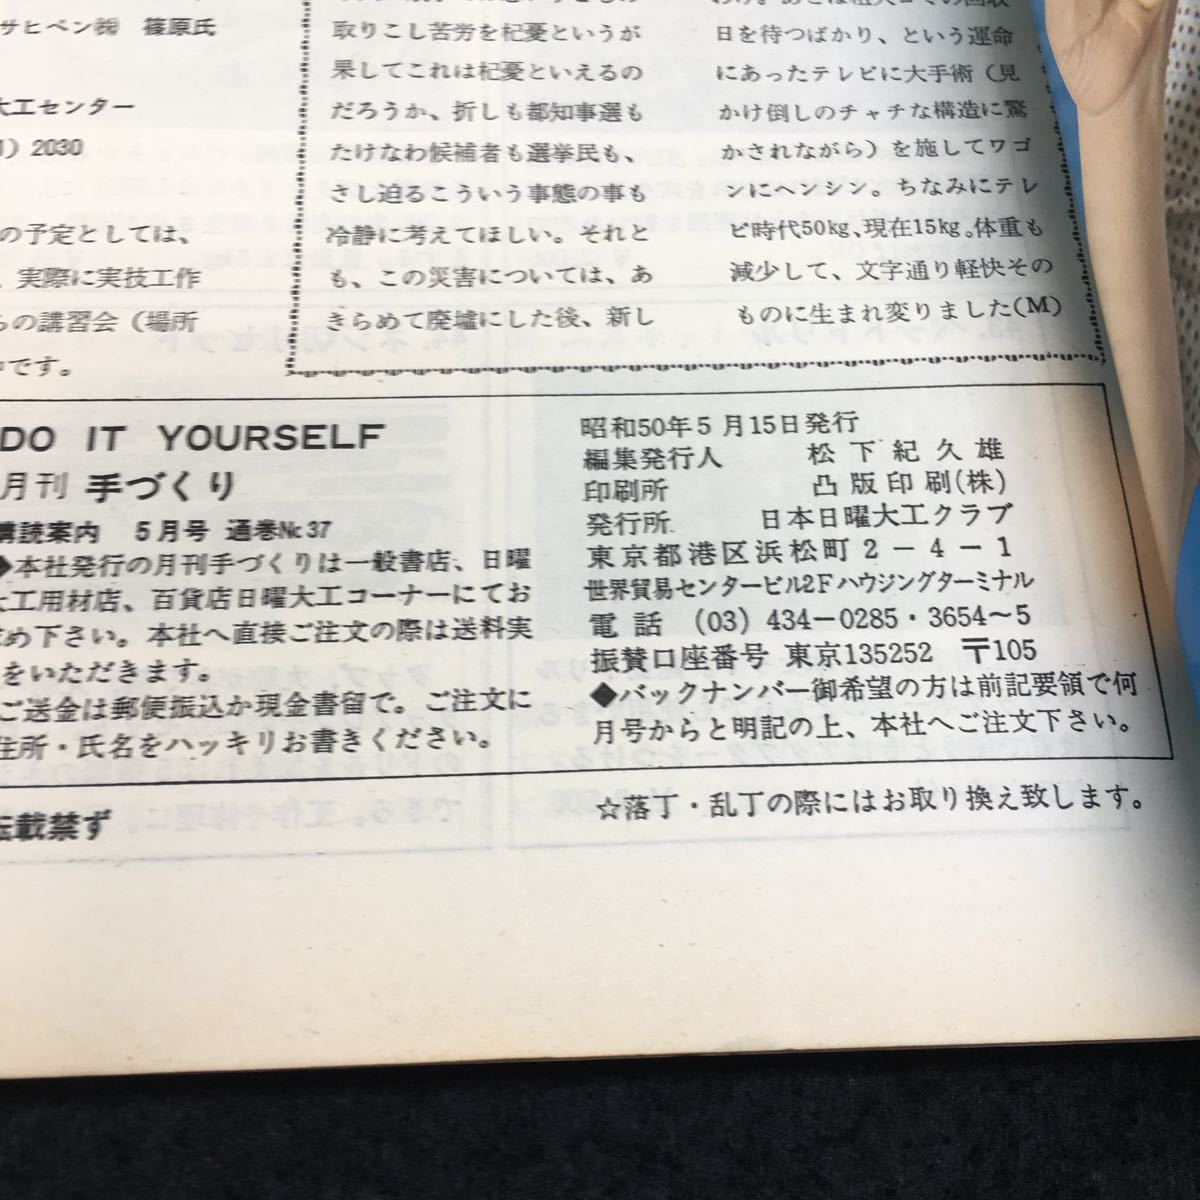 サヒペン㈱ 篠原氏
大工センター
2030
の予定としては、
、実際に実技工作
らの講習会（場所
中です。
取りこし苦労を杞憂というが
果してこれは杞憂といえるの
だろうか、折しも都知事選も
たけなわ候補者も選挙民も、
さし迫るこういう事態の事も
冷静に考えてほしい。それと
も、この災害については、あ
きらめて廃墟にした後、新し
日を待つばかり、という運命
にあったテレビに大手術（見
かけ倒しのチャチな構造に驚
かされながら）を施してワゴ
ンにヘンシン。ちなみにテレ
ビ時代50kg、現在15kg。体重も
減少して、文字通り軽快その
ものに生まれ変りました(M)
DO IT YOURSELF
月刊 手づくり
購読案内 5月号 通巻No.37
◆本社発行の月刊手づくりは一般書店、日曜
大工用材店、百貨店日曜大工コーナーにてお
求め下さい。本社へ直接ご注文の際は送料実
をいただきます。
ご送金は郵便振込か現金書留で。ご注文に
住所・氏名をハッキリお書きください。
昭和50年5月15日発行
編集発行人 松下紀久雄
印刷所 凸版印刷(株)
発行所 日本日曜大工クラブ
東京都港区浜松町2－4－1
世界貿易センタービル2Fハウジングターミナル
電話 (03) 434－0285・3654～5
振賛口座番号 東京135252 〒105
◆バックナンバー御希望の方は前記要領で何
月号からと明記の上、本社へご注文下さい。
転載禁ず
☆落丁・乱丁の際にはお取り換え致します。